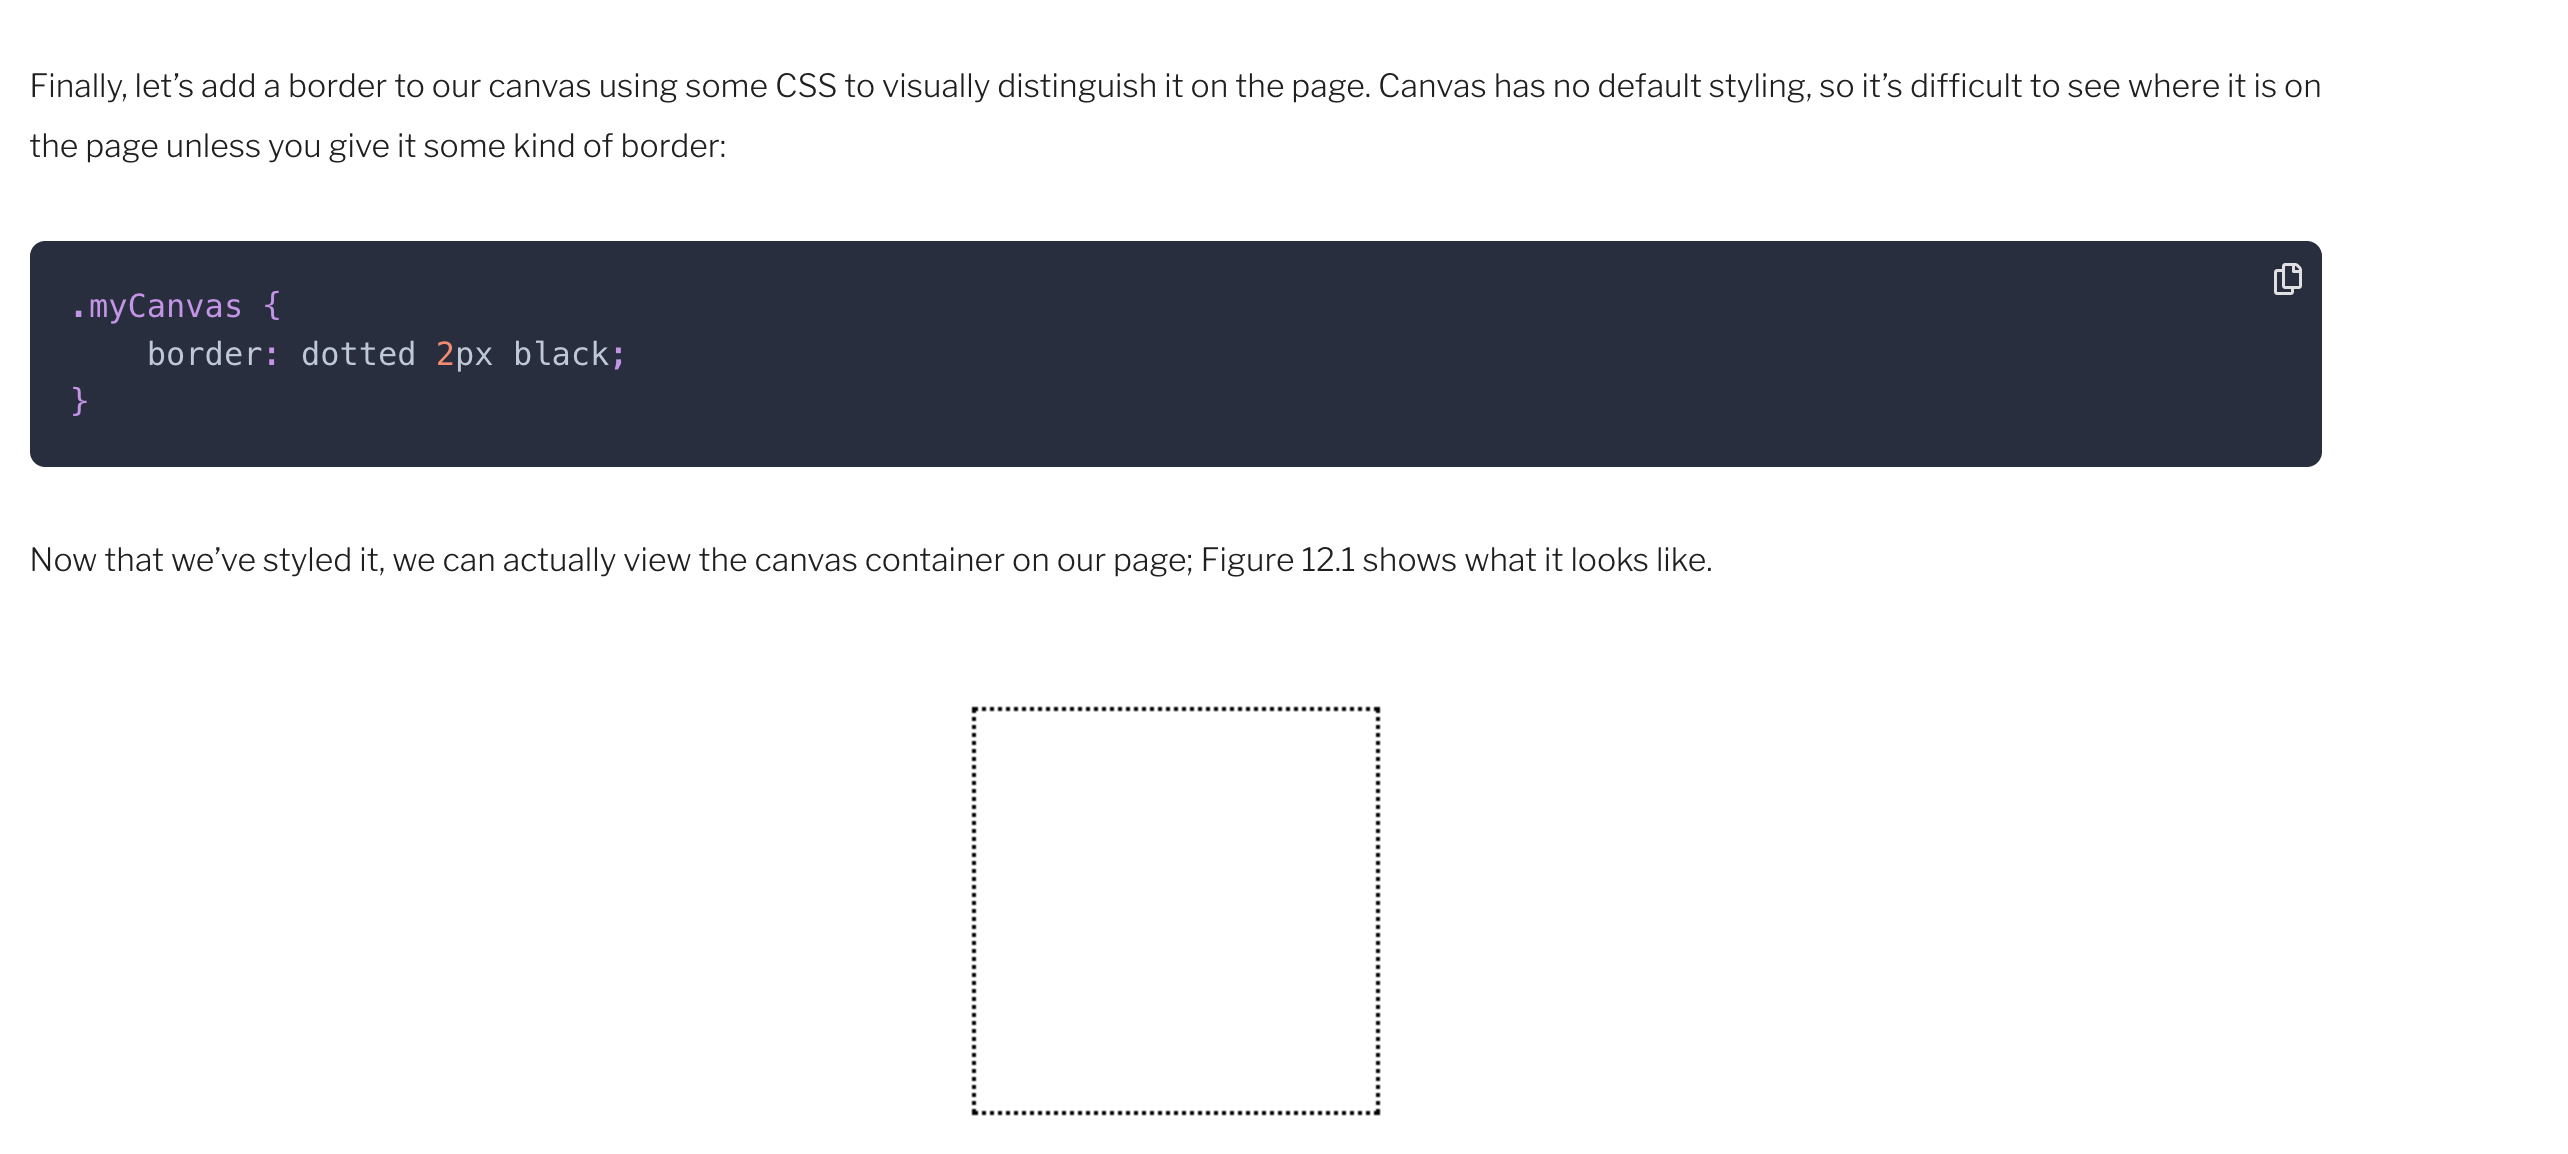 Finally, let’s add a border to our canvas using some CSS to visually distinguish it on the page. Canvas has no default styling, so it’s difficult to see where it is on
the page unless you give it some kind of border:
.myCanvas {
    border: dotted 2px black;
}
Now that we’ve styled it, we can actually view the canvas container on our page; Figure 12.1 shows what it looks like.